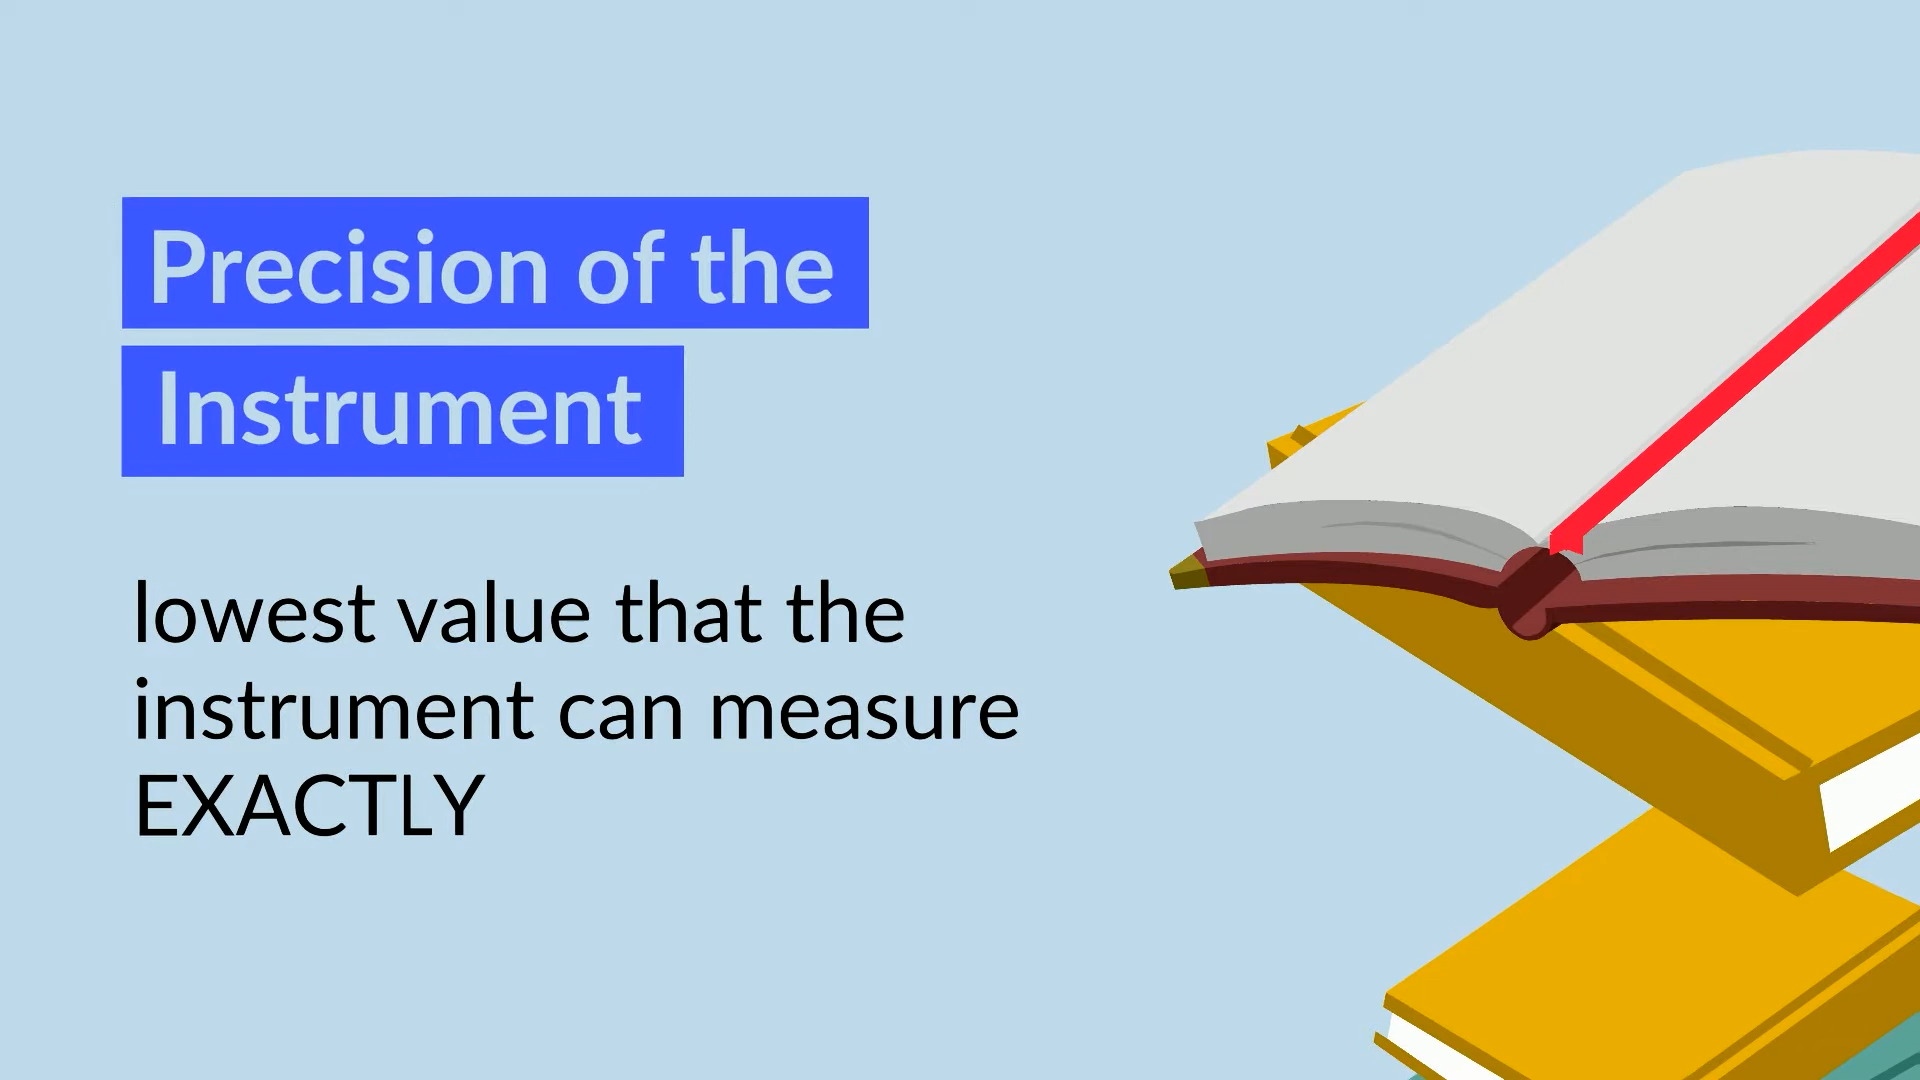 Precision of the
Instrument
lowest value that the
instrument can measure
EXACTLY